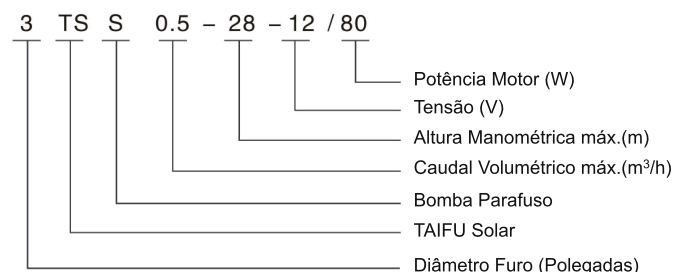 3 TS S 0.5 - 28 - 12 / 80
Potência Motor (W)
Tensão (V)
Altura Manométrica máx.(m)
Caudal Volumétrico máx.(m³/h)
Bomba Parafuso
TAIFU Solar
Diâmetro Furo (Polegadas)